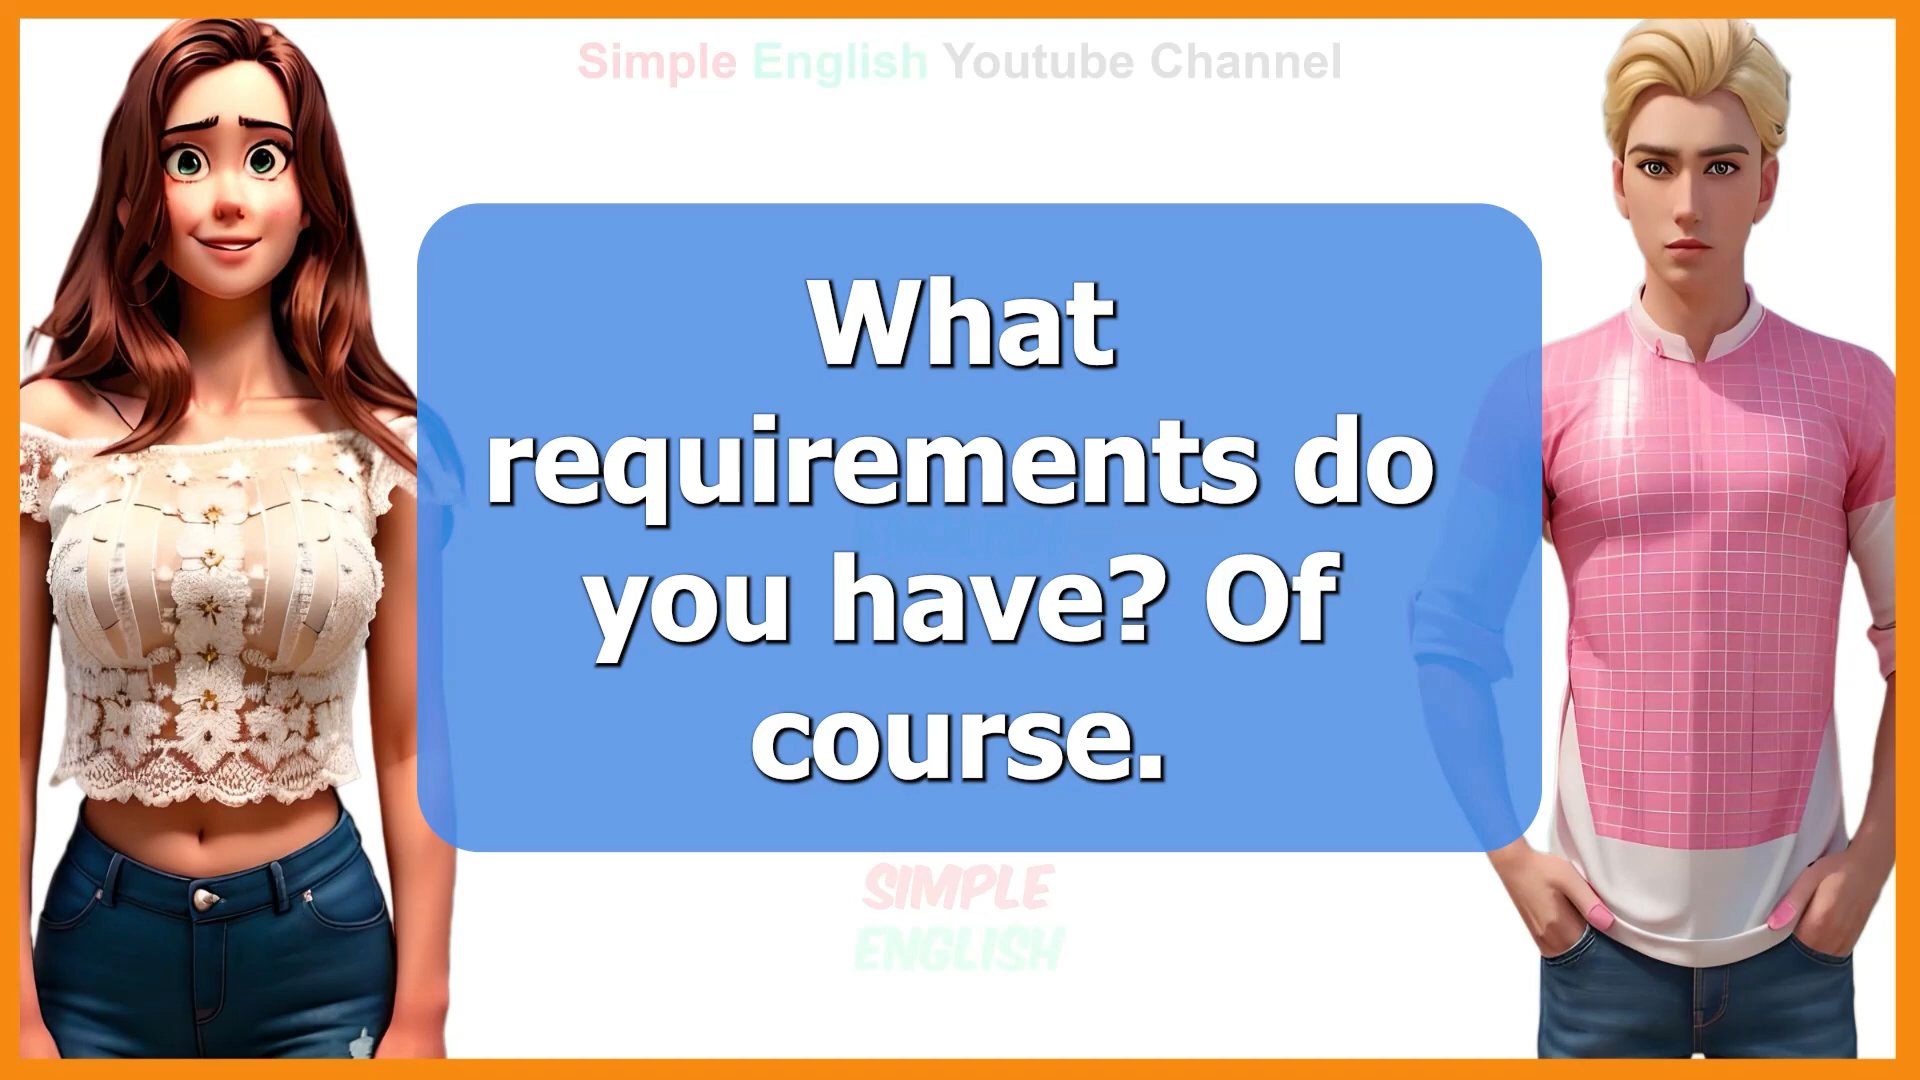 Simple English Youtube Channel
What
requirements do
you have? Of
course.
SIMPLE
ENGLISH